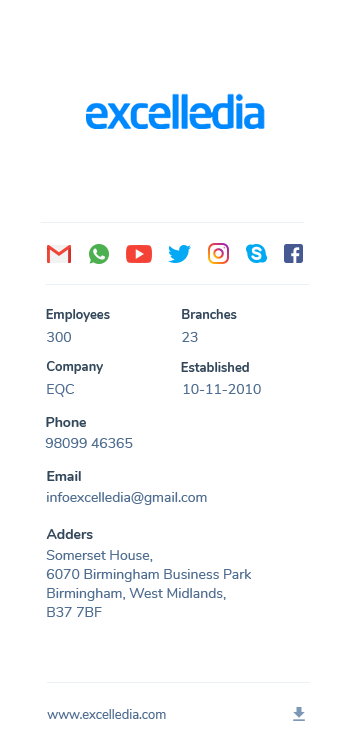 excelledia
Employees Branches
300 23
Company Established
EQC 10-11-2010
Phone
98099 46365
Email
infoexcelledia@gmail.com
Adders
Somerset House,
6070 Birmingham Business Park
Birmingham, West Midlands,
B37 7BF
www.excelledia.com